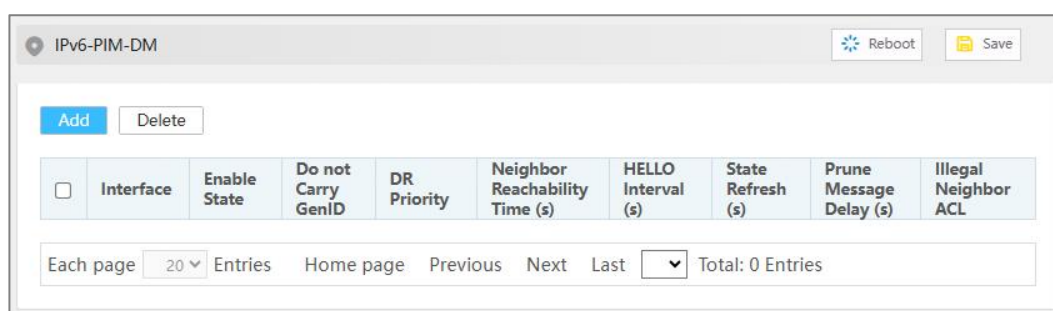 IPv6-PIM-DM Reboot Save
Add Delete
Interface Enable State Do not Carry GenID DR Priority Neighbor Reachability Time (s) HELLO Interval (s) State Refresh (s) Prune Message Delay (s) Illegal Neighbor ACL
Each page 20 Entries Home page Previous Next Last Total: 0 Entries